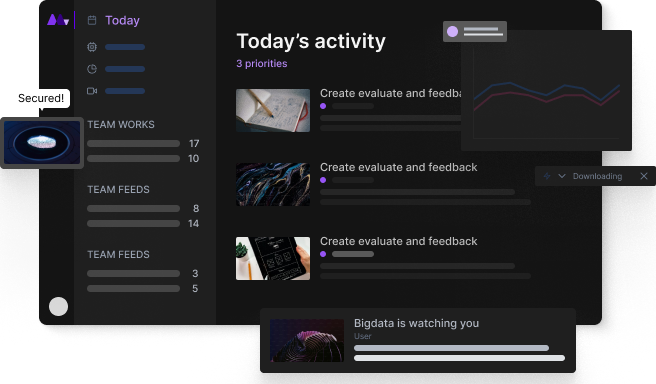 Today
Secured!
TEAM WORKS
17
10
TEAM FEEDS
8
14
TEAM FEEDS
3
5
Today's activity
3 priorities
Create evaluate and feedba
Create evaluate and feedback
Create evaluate and feedback
Downloading
Bigdata is watching you
User